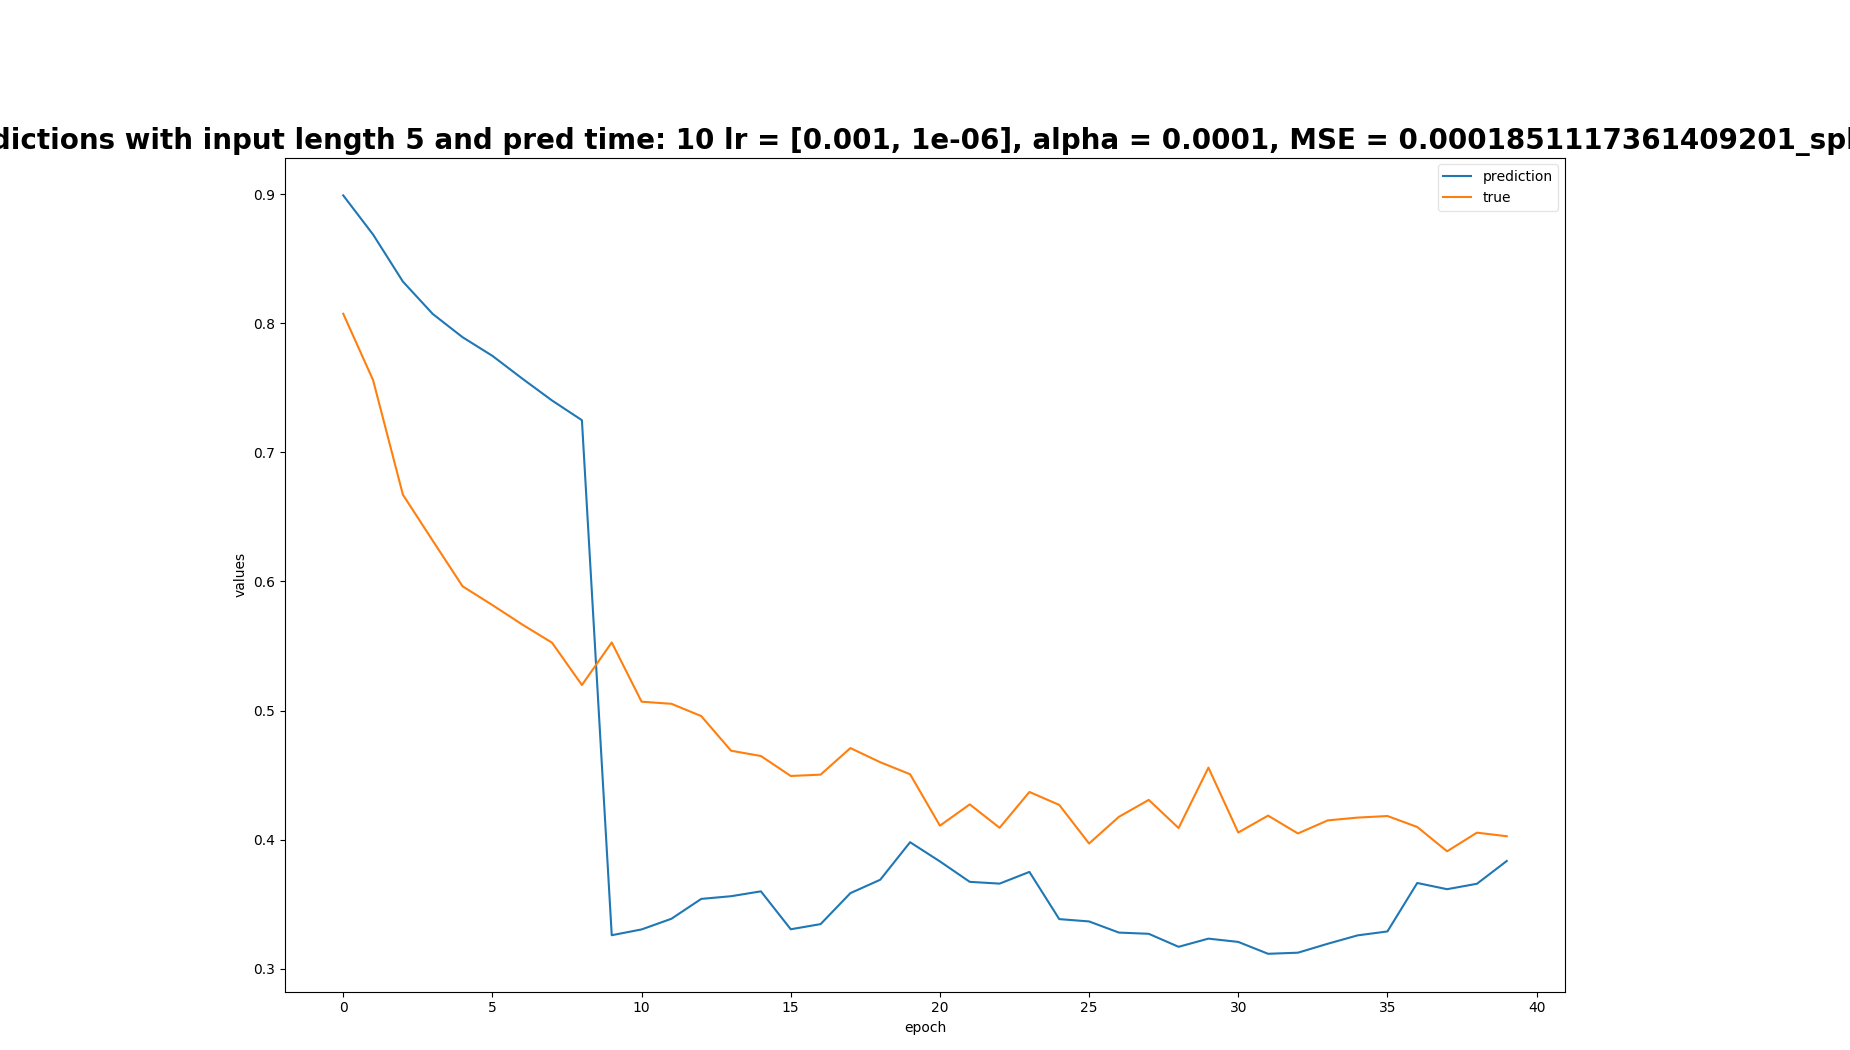 dictions with input length 5 and pred time: 10 lr = [0.001, 1e-06], alpha = 0.0001, MSE = 0.0001851117361409201_spl
prediction
true
0.9
0.8
0.7
0.6
0.5
0.4
0.3
values
0 5 10 15 20 25 30 35 40
epoch